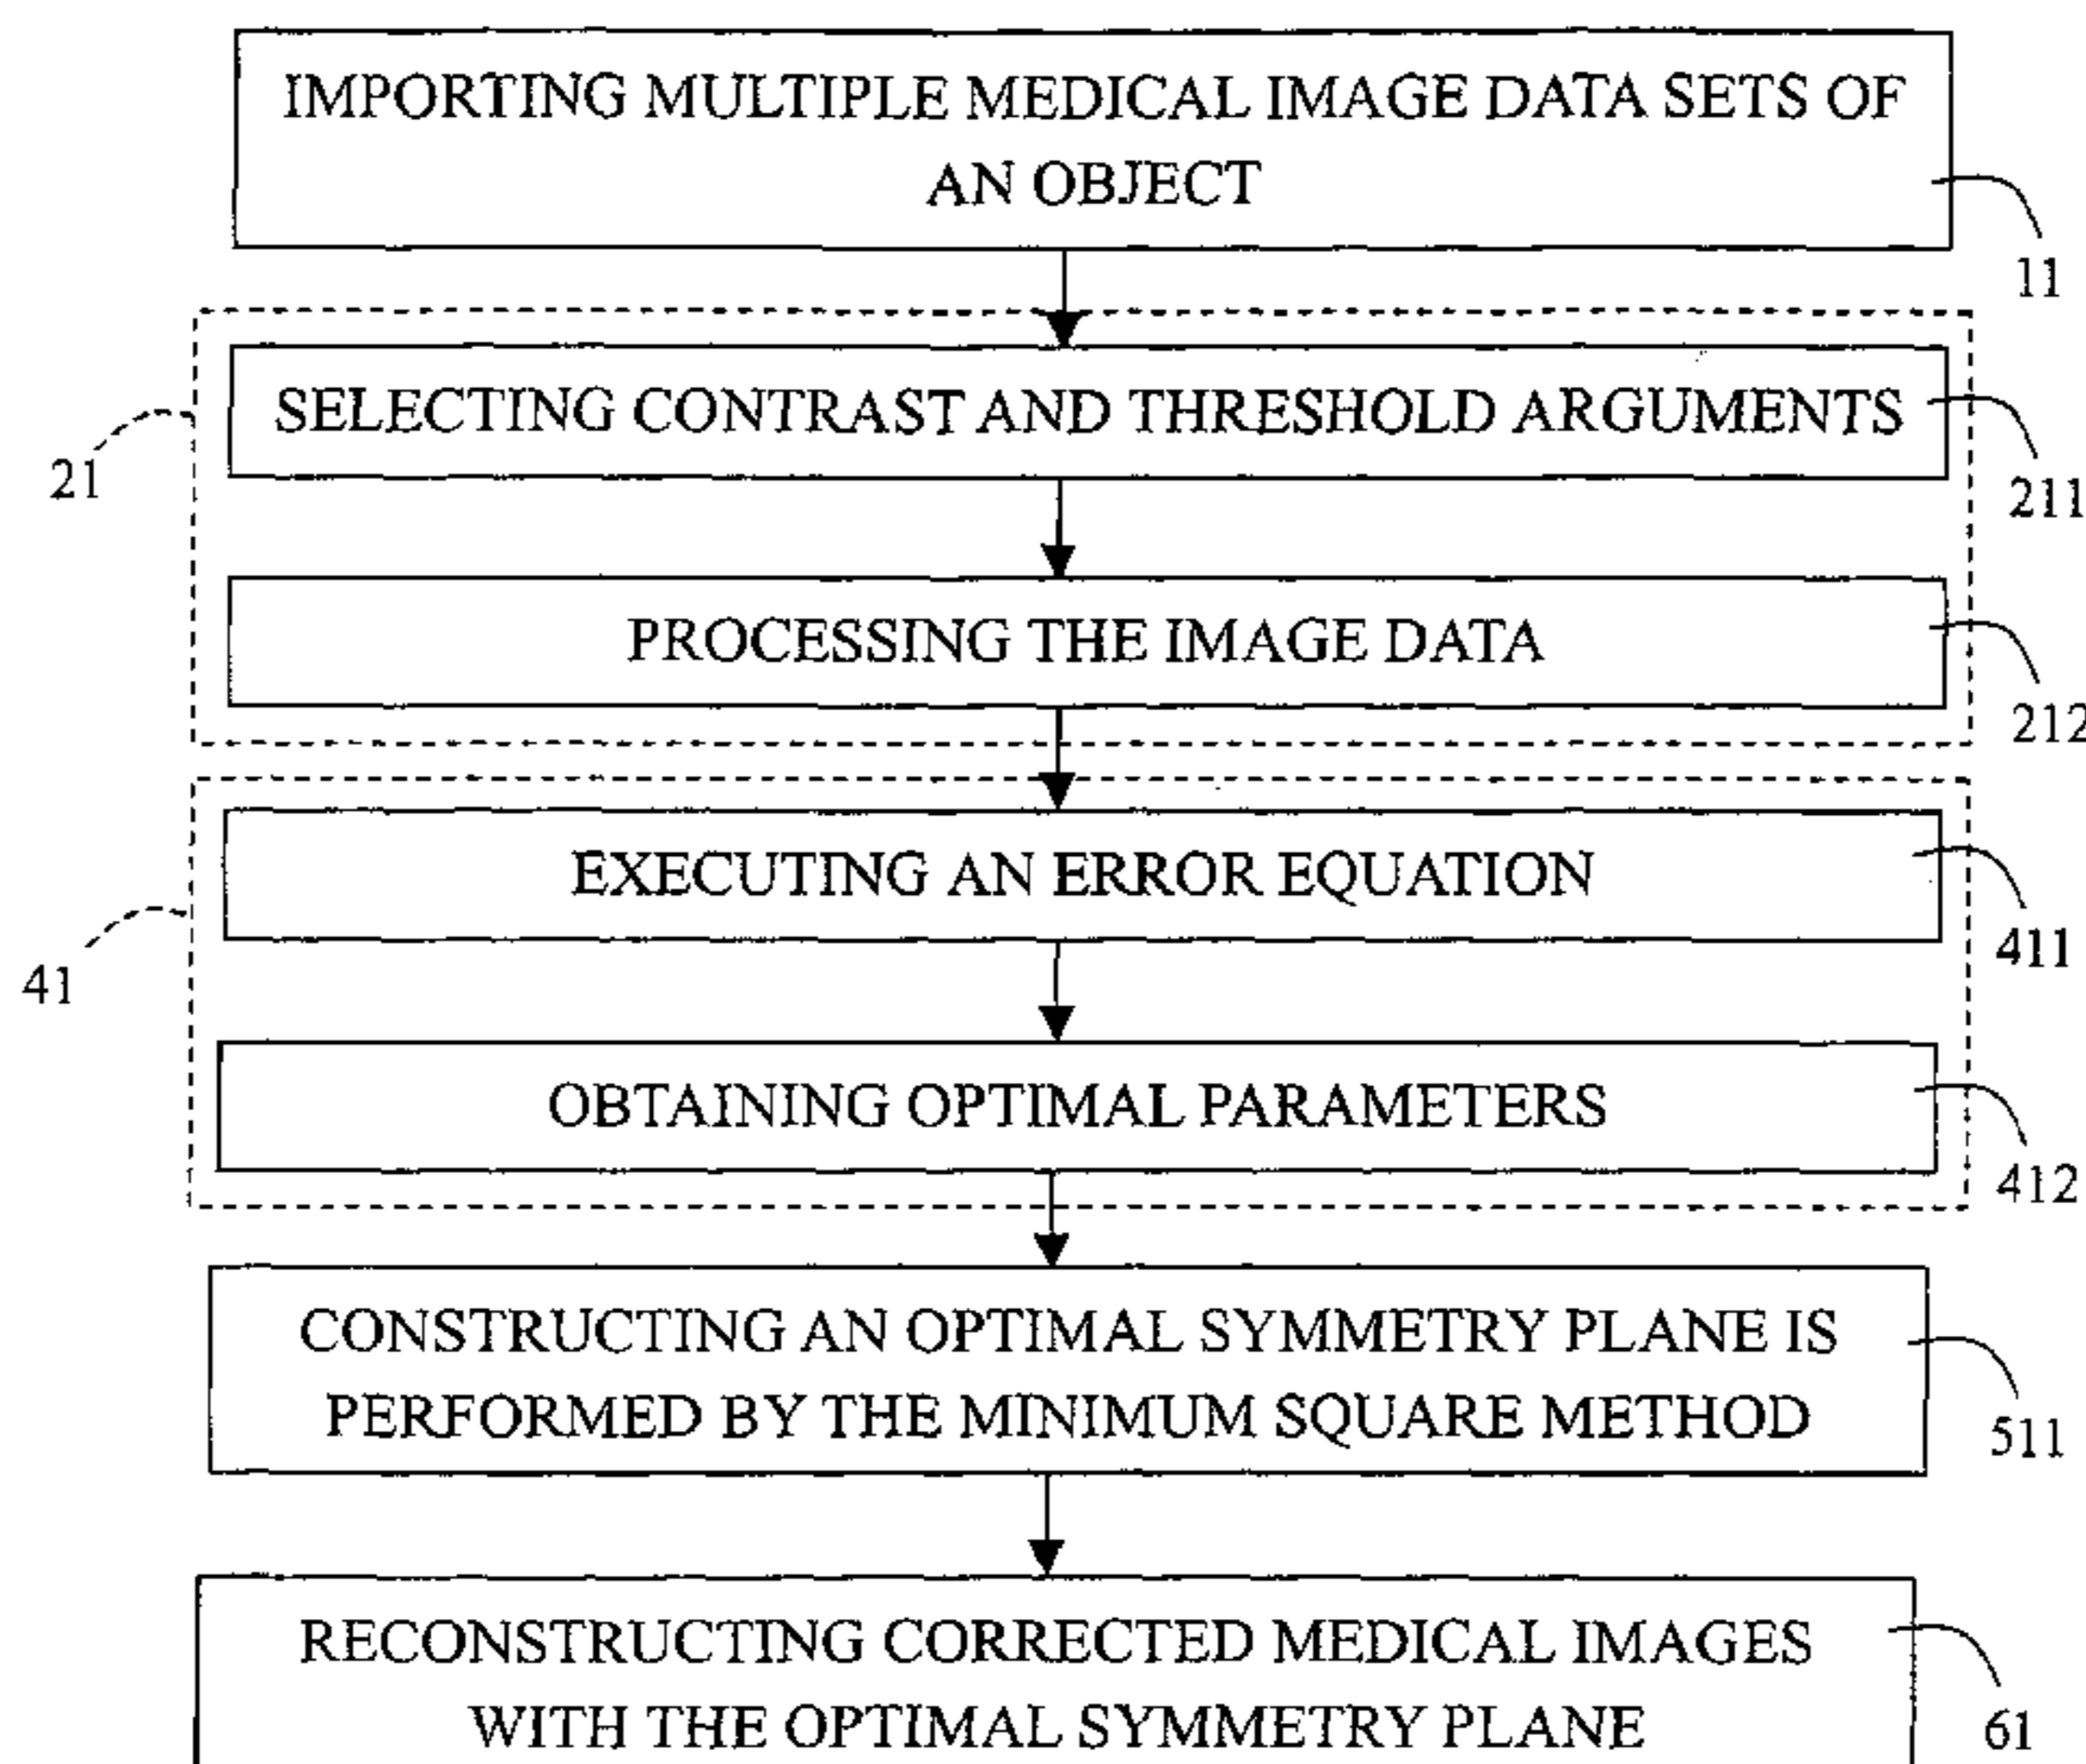 IMPORTING MULTIPLE MEDICAL IMAGE DATA SETS OF
AN OBJECT
11
SELECTING CONTRAST AND THRESHOLD ARGUMENTS
21
211
PROCESSING THE IMAGE DATA
212
EXECUTING AN ERROR EQUATION
411
41
OBTAINING OPTIMAL PARAMETERS
412
CONSTRUCTING AN OPTIMAL SYMMETRY PLANE IS
PERFORMED BY THE MINIMUM SQUARE METHOD
511
RECONSTRUCTING CORRECTED MEDICAL IMAGES
WITH THE OPTIMAL SYMMETRY PLANE
61